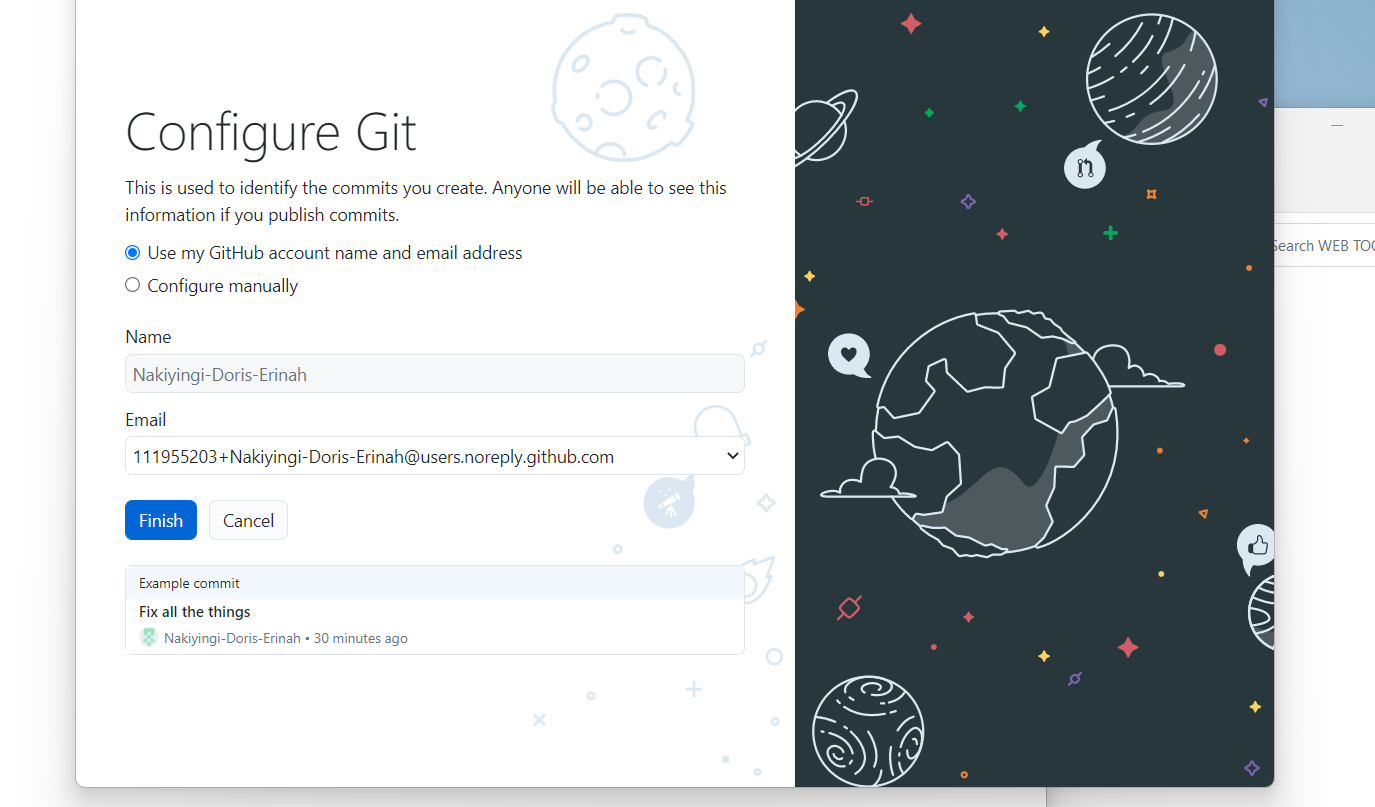 Configure Git
This is used to identify the commits you create. Anyone will be able to see this
information if you publish commits.
Use my GitHub account name and email address
Configure manually
Name
Nakiyingi-Doris-Erinah
Email
111955203+Nakiyingi-Doris-Erinah@users.noreply.github.com
Finish Cancel
Example commit
Fix all the things
Nakiyingi-Doris-Erinah • 30 minutes ago
Search WEB